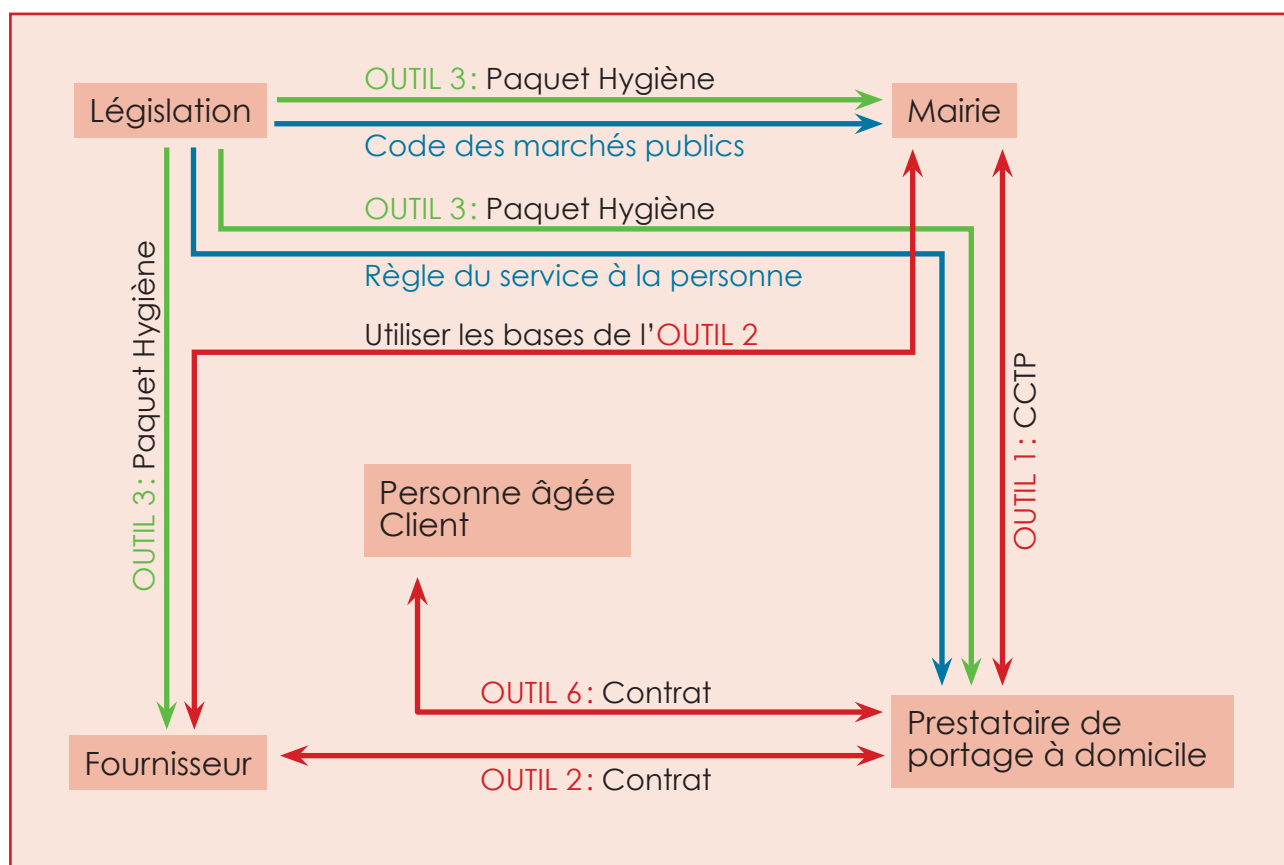 OUTIL 3 : Paquet Hygiène
Législation
Mairie
Code des marchés publics
OUTIL 3 : Paquet Hygiène
Règle du service à la personne
Utiliser les bases de l’OUTIL 2
OUTIL 3 : Paquet Hygiène
OUTIL 1 : CCTP
Personne âgée
Client
OUTIL 6 : Contrat
Fournisseur
Prestataire de
portage à domicile
OUTIL 2 : Contrat